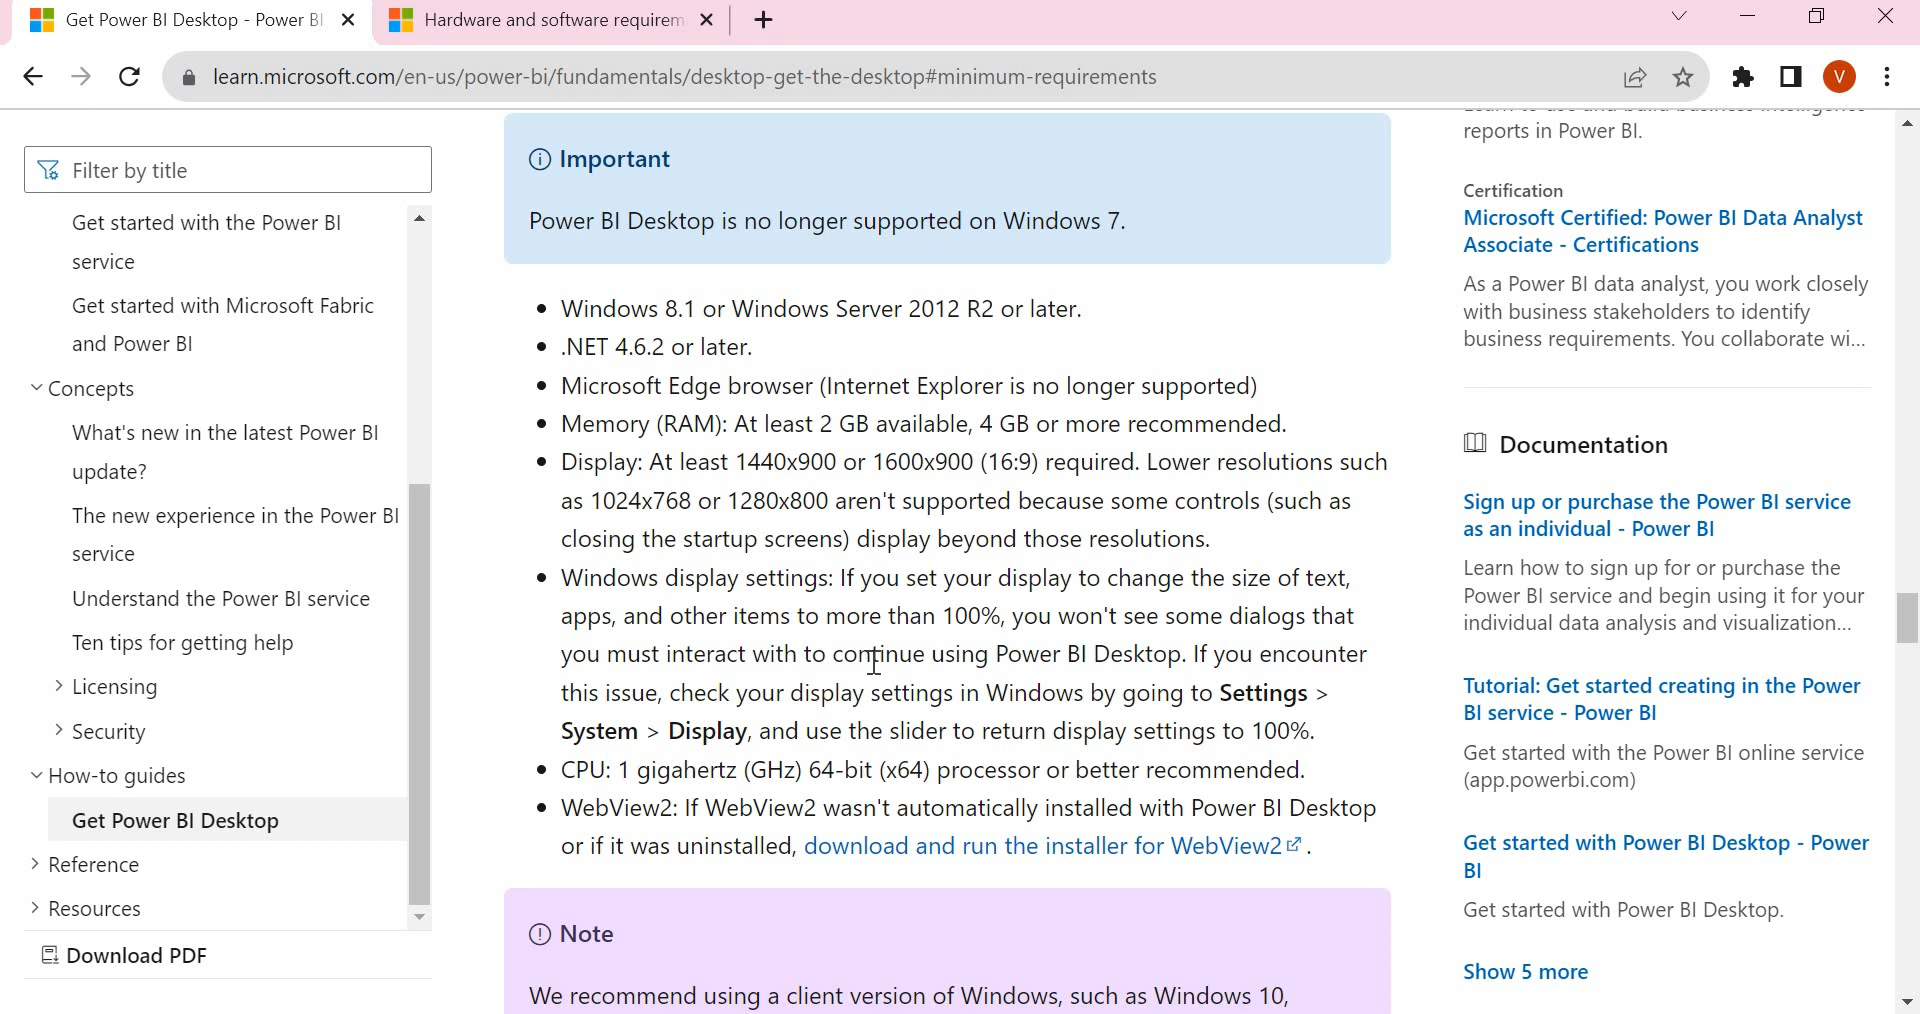 Get Power BI Desktop - Power BI
Hardware and software requirem
learn.microsoft.com/en-us/power-bi/fundamentals/desktop-get-the-desktop#minimum-requirements
V
Filter by title
Get started with the Power BI
service
Get started with Microsoft Fabric
and Power BI
Concepts
What's new in the latest Power BI
update?
The new experience in the Power BI
service
Understand the Power BI service
Ten tips for getting help
Licensing
Security
How-to guides
Get Power BI Desktop
Reference
Resources
Download PDF
Important
Power BI Desktop is no longer supported on Windows 7.
• Windows 8.1 or Windows Server 2012 R2 or later.
• .NET 4.6.2 or later.
• Microsoft Edge browser (Internet Explorer is no longer supported)
• Memory (RAM): At least 2 GB available, 4 GB or more recommended.
• Display: At least 1440x900 or 1600x900 (16:9) required. Lower resolutions such
as 1024x768 or 1280x800 aren't supported because some controls (such as
closing the startup screens) display beyond those resolutions.
• Windows display settings: If you set your display to change the size of text,
apps, and other items to more than 100%, you won't see some dialogs that
you must interact with to continue using Power BI Desktop. If you encounter
this issue, check your display settings in Windows by going to Settings >
System > Display, and use the slider to return display settings to 100%.
• CPU: 1 gigahertz (GHz) 64-bit (x64) processor or better recommended.
• WebView2: If WebView2 wasn't automatically installed with Power BI Desktop
or if it was uninstalled, download and run the installer for WebView2 .
Note
We recommend using a client version of Windows, such as Windows 10,
reports in Power BI.
Certification
Microsoft Certified: Power BI Data Analyst
Associate - Certifications
As a Power BI data analyst, you work closely
with business stakeholders to identify
business requirements. You collaborate wi...
Documentation
Sign up or purchase the Power BI service
as an individual - Power BI
Learn how to sign up for or purchase the
Power BI service and begin using it for your
individual data analysis and visualization...
Tutorial: Get started creating in the Power
BI service - Power BI
Get started with the Power BI online service
(app.powerbi.com)
Get started with Power BI Desktop - Power
BI
Get started with Power BI Desktop.
Show 5 more